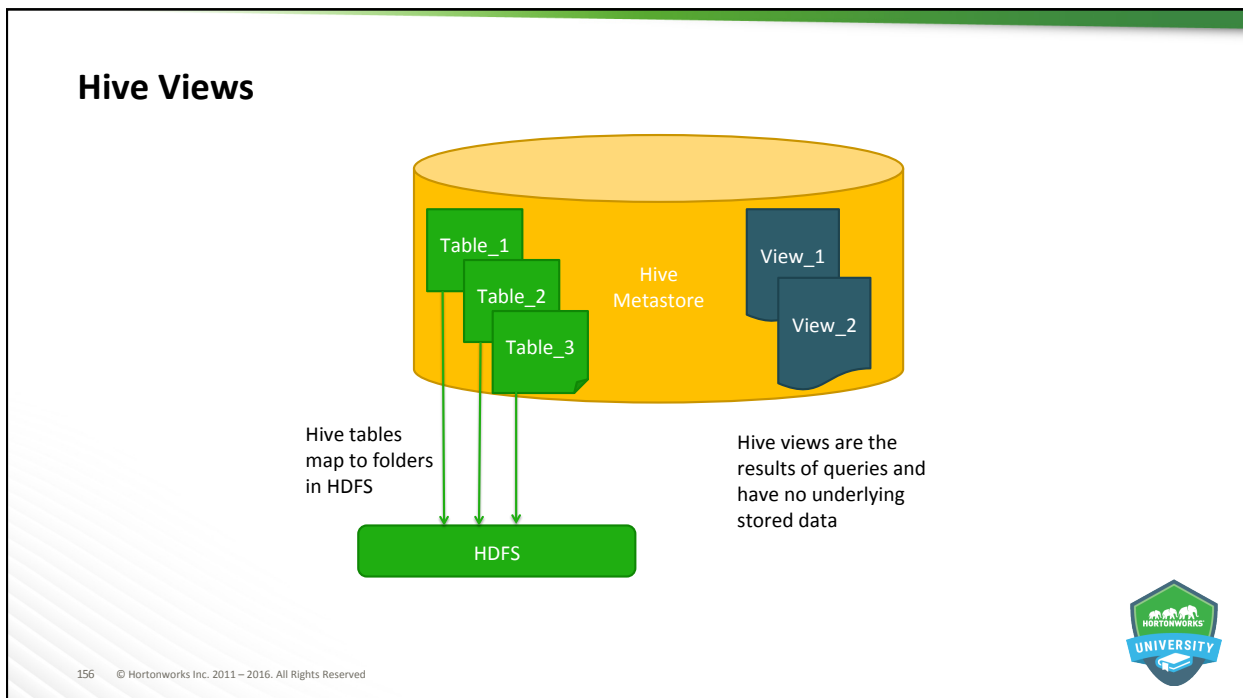 Hive Views
Table_1
Table_2
Table_3
Hive
Metastore
View_1
View_2
Hive tables
map to folders
in HDFS
Hive views are the
results of queries and
have no underlying
stored data
HDFS
HORTONWORKS
UNIVERSITY
156 © Hortonworks Inc. 2011 – 2016. All Rights Reserved